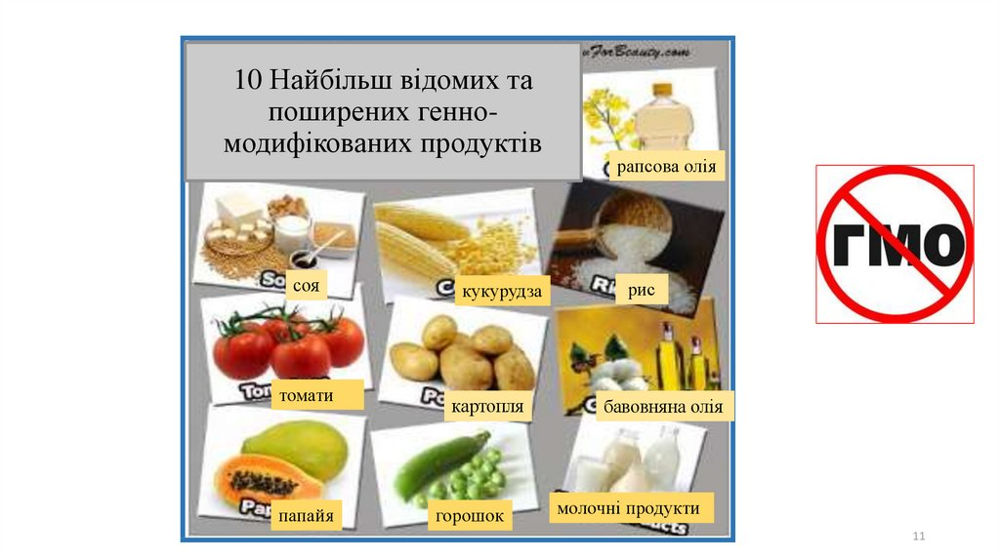 10 Найбільш відомих та
поширених генно-
модифікованих продуктів
рапсова олія
соя
кукурудза
рис
томати
картопля
бавовняна олія
папайя
горошок
молочні продукти
ГМО
11